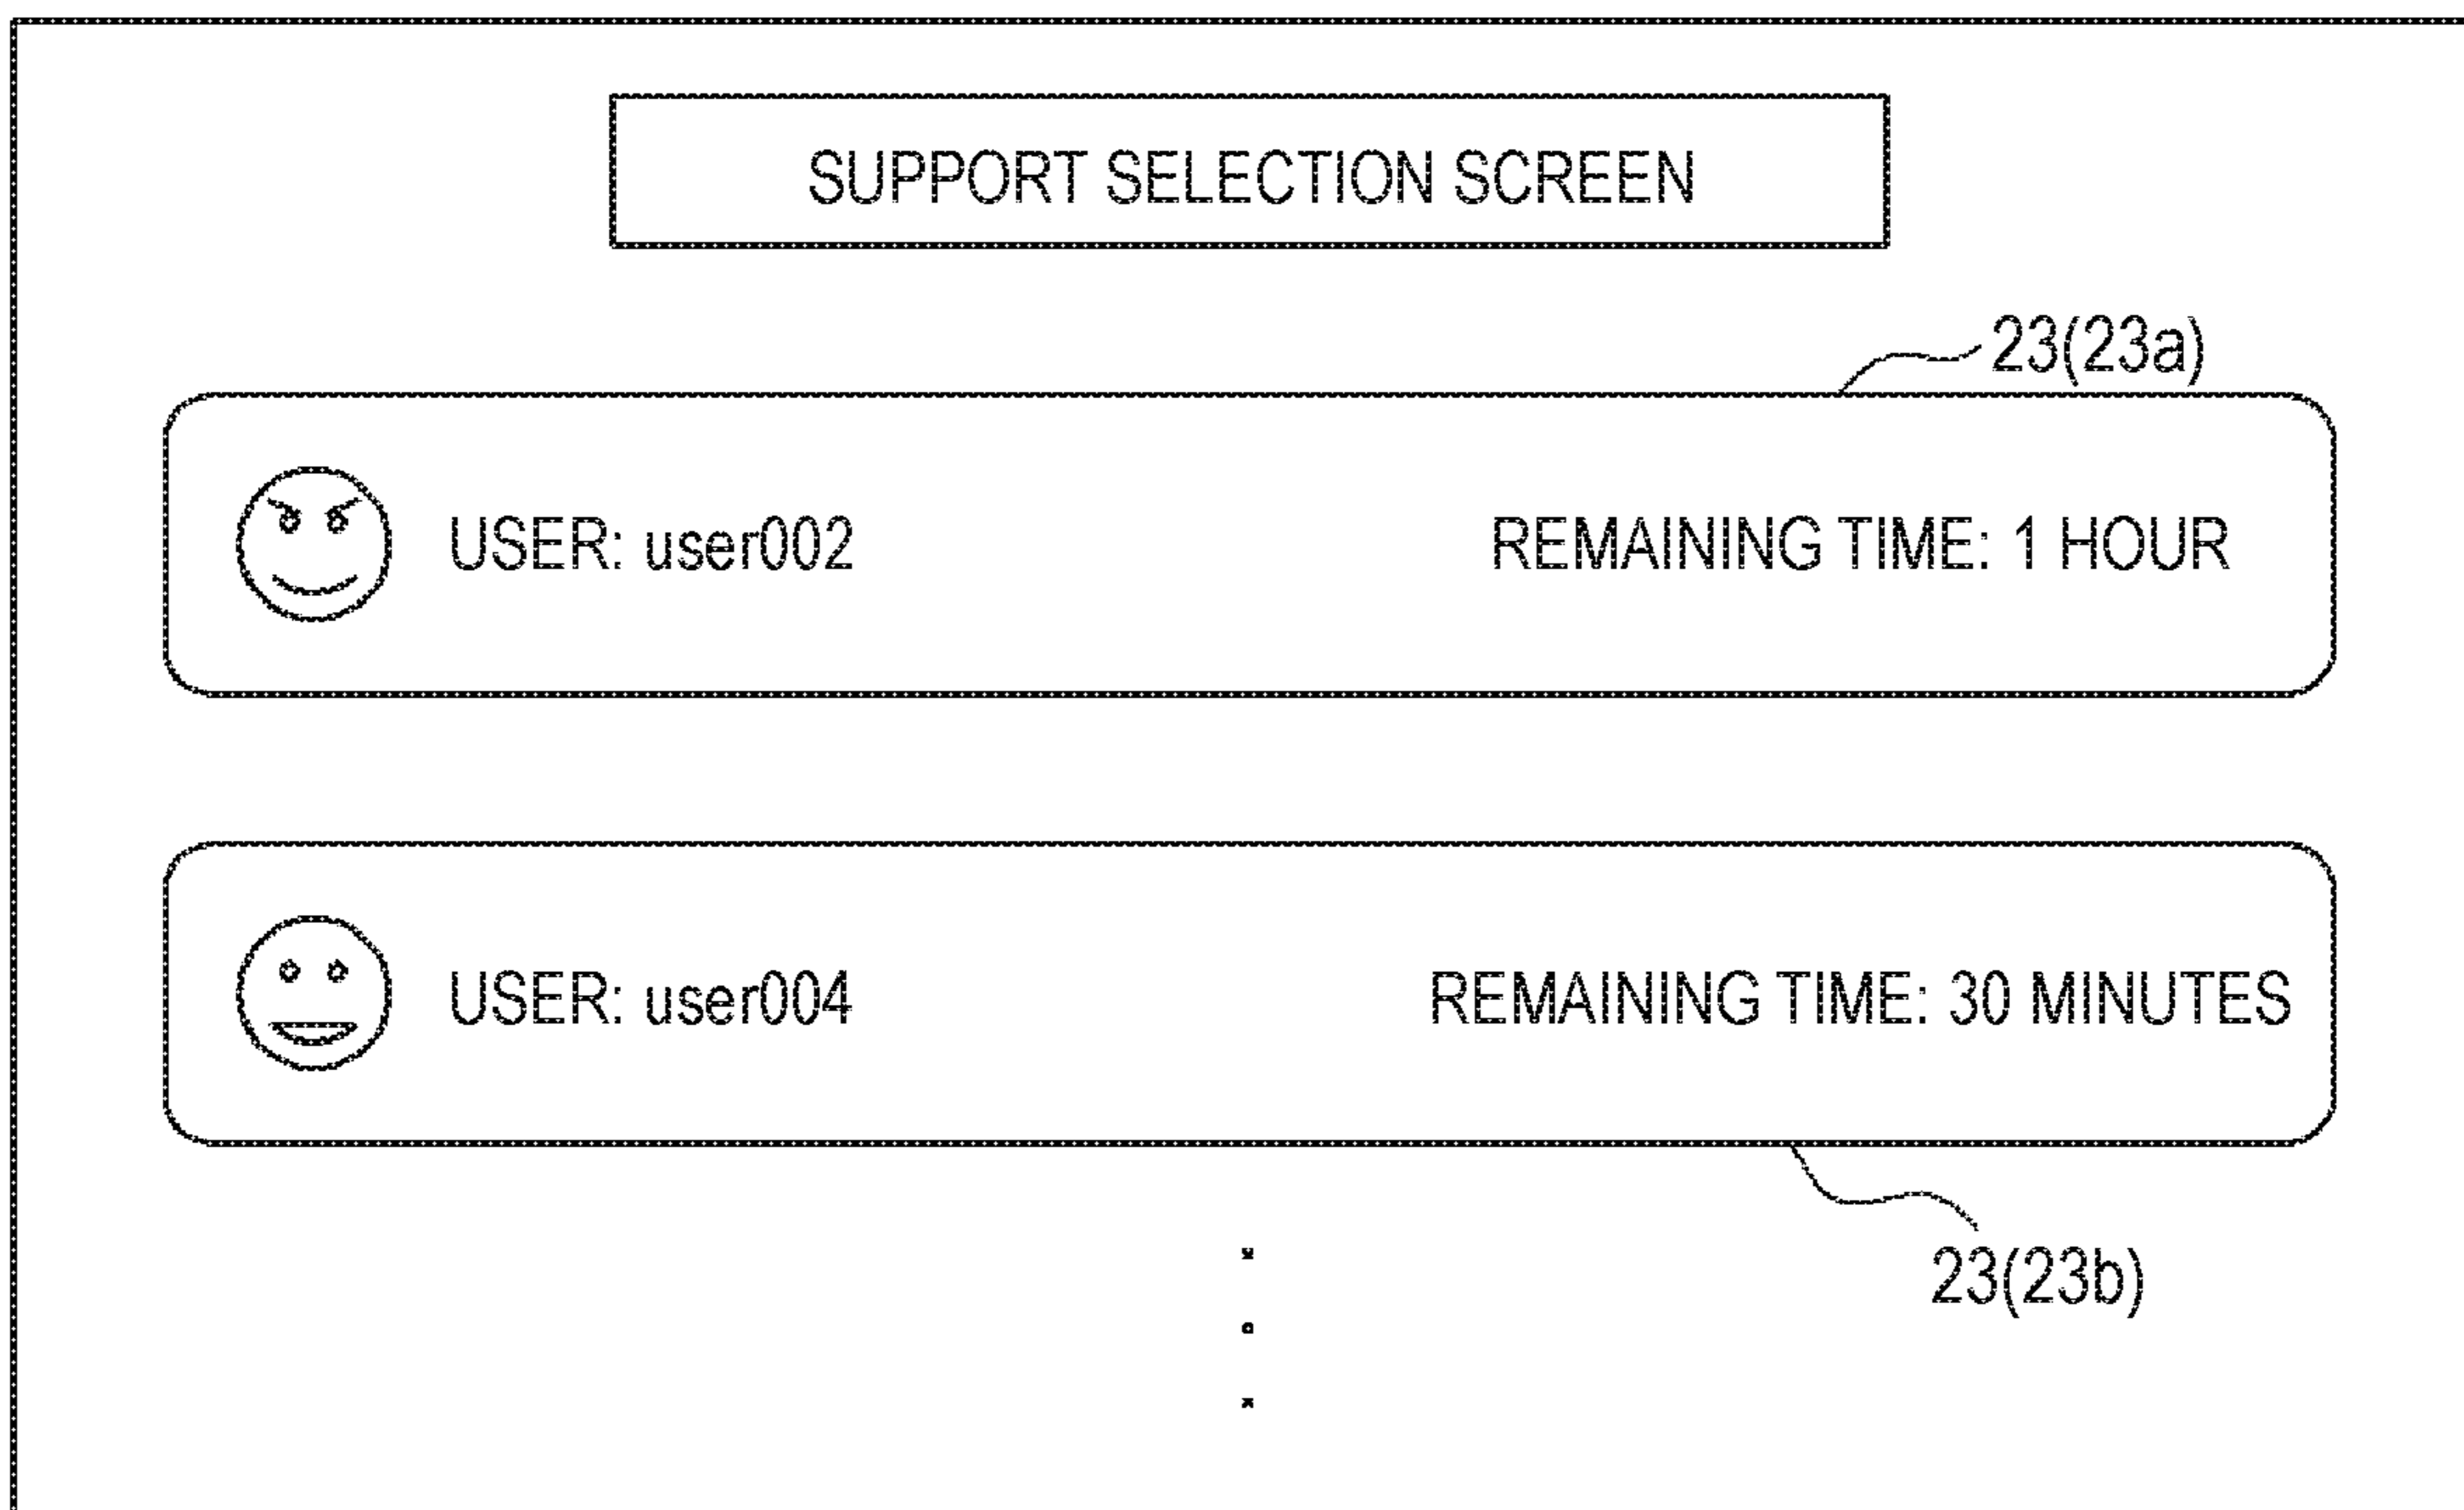 SUPPORT SELECTION SCREEN
23(23a)
USER: user002 REMAINING TIME: 1 HOUR
USER: user004 REMAINING TIME: 30 MINUTES
23(23b)